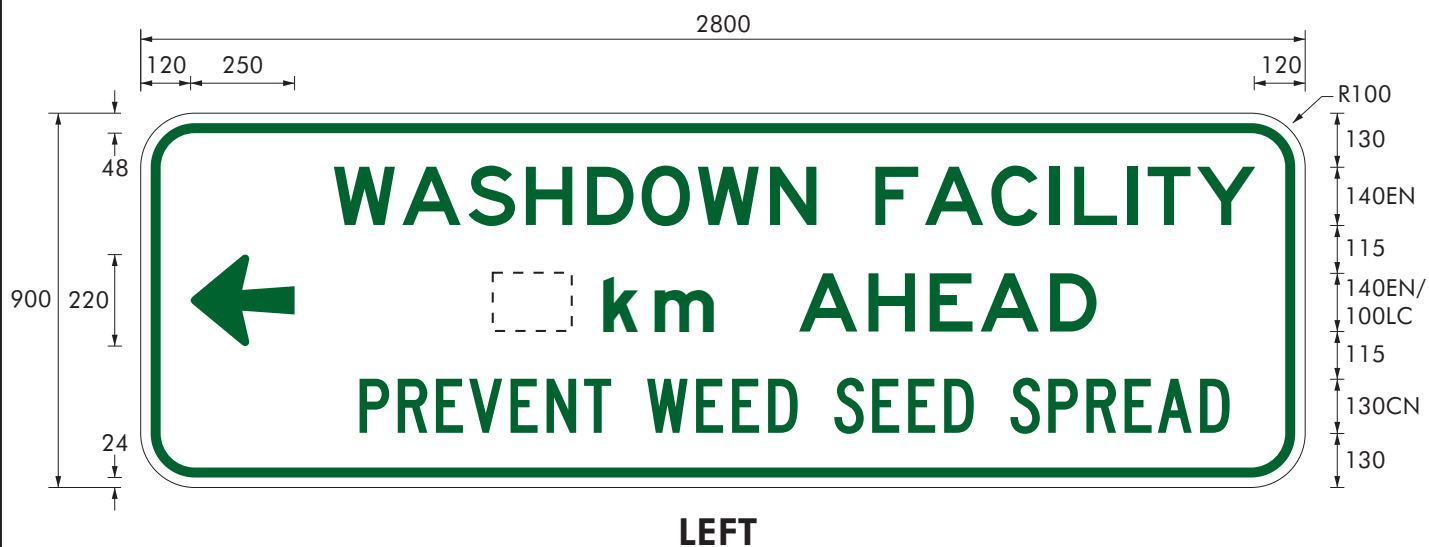 2800
120 250 120
R100
48
130
WASHDOWN FACILITY
140EN
115
900 220
km AHEAD
140EN/
100LC
115
PREVENT WEED SEED SPREAD
130CN
24
130
LEFT